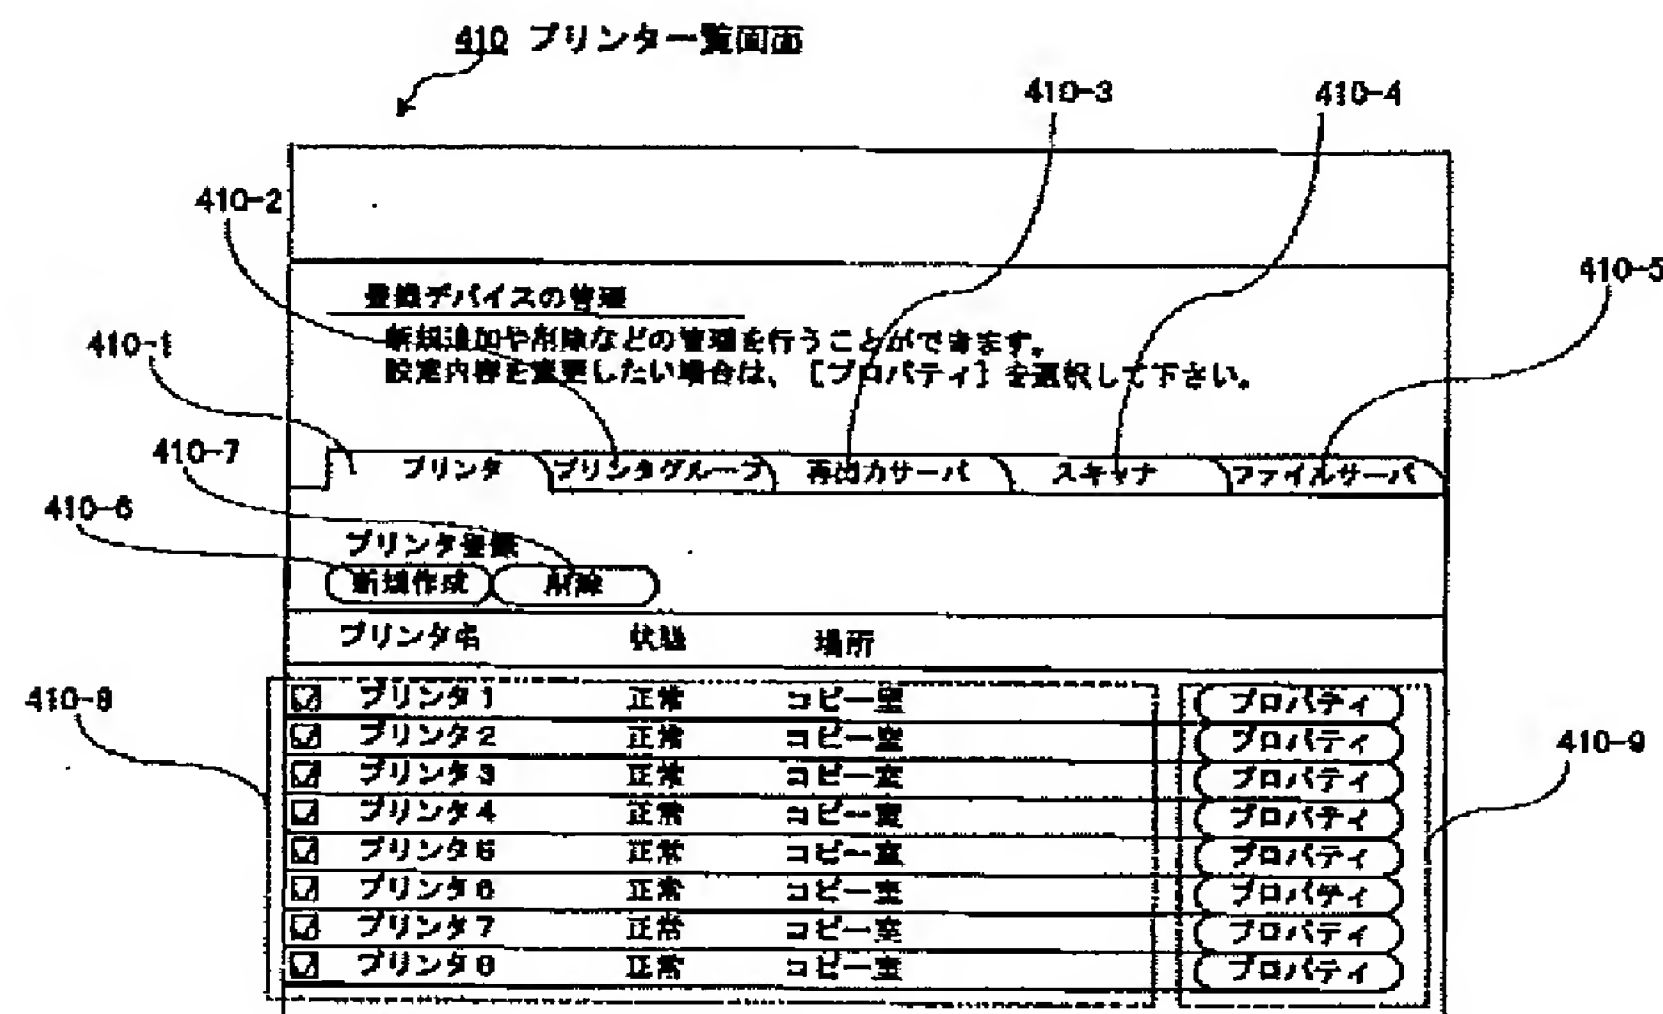 410 プリンタ一覧画面
410-3
410-4
410-2
410-5
登録デバイスの管理
新規追加や削除などの管理を行うことができます。
設定内容を変更したい場合は、［プロパティ］を選択して下さい。
410-1
410-7
プリンタ プリンタグループ 再出力サーバ スキャナ ファイルサーバ
410-6
プリンタ登録
新規作成 削除
プリンタ名 状態 場所
410-8
410-9
プリンタ1 正常 コピー室 プロパティ
プリンタ2 正常 コピー室 プロパティ
プリンタ3 正常 コピー室 プロパティ
プリンタ4 正常 コピー室 プロパティ
プリンタ5 正常 コピー室 プロパティ
プリンタ6 正常 コピー室 プロパティ
プリンタ7 正常 コピー室 プロパティ
プリンタ8 正常 コピー室 プロパティ